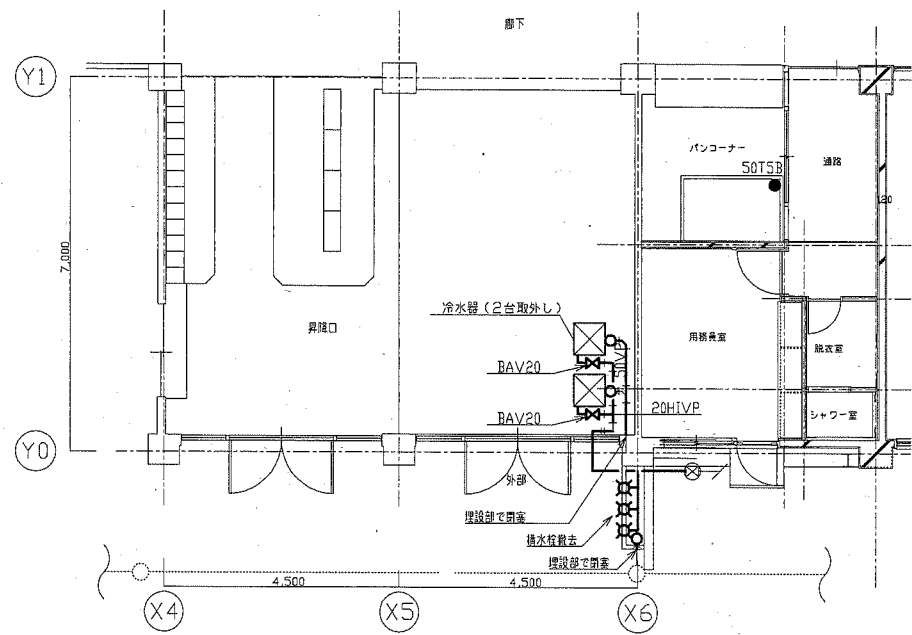 廊下
Y1
パンコーナー
50T5B
通路
120
7,000
冷水器（2台取外し）
昇降口
用務員室
脱衣室
BAV20
50VP
BAV20
20HIVP
シャワー室
Y0
外部
埋設部で閉塞
横水栓撤去
埋設部で閉塞
4,500
4,500
X4
X5
X6